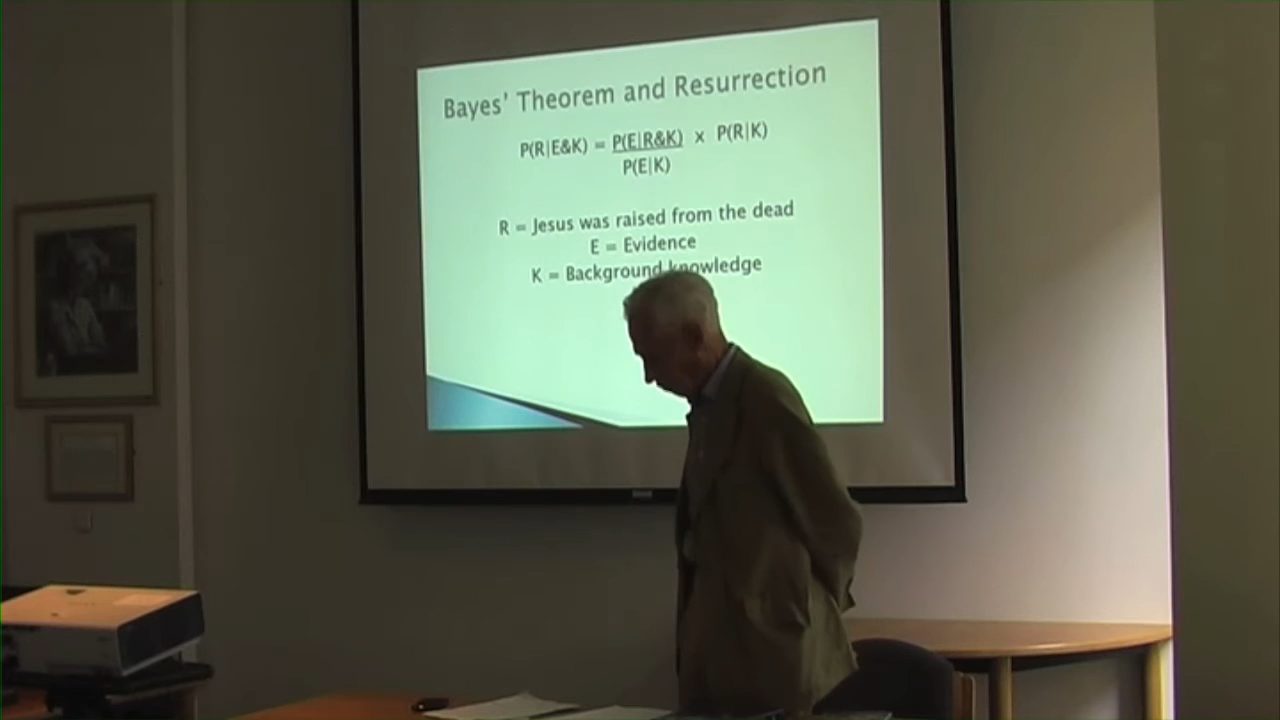 Bayes' Theorem and Resurrection
P(R|E&K) = P(E|R&K) x P(R|K)
P(E|K)
R = Jesus was raised from the dead
E = Evidence
K = Background knowledge